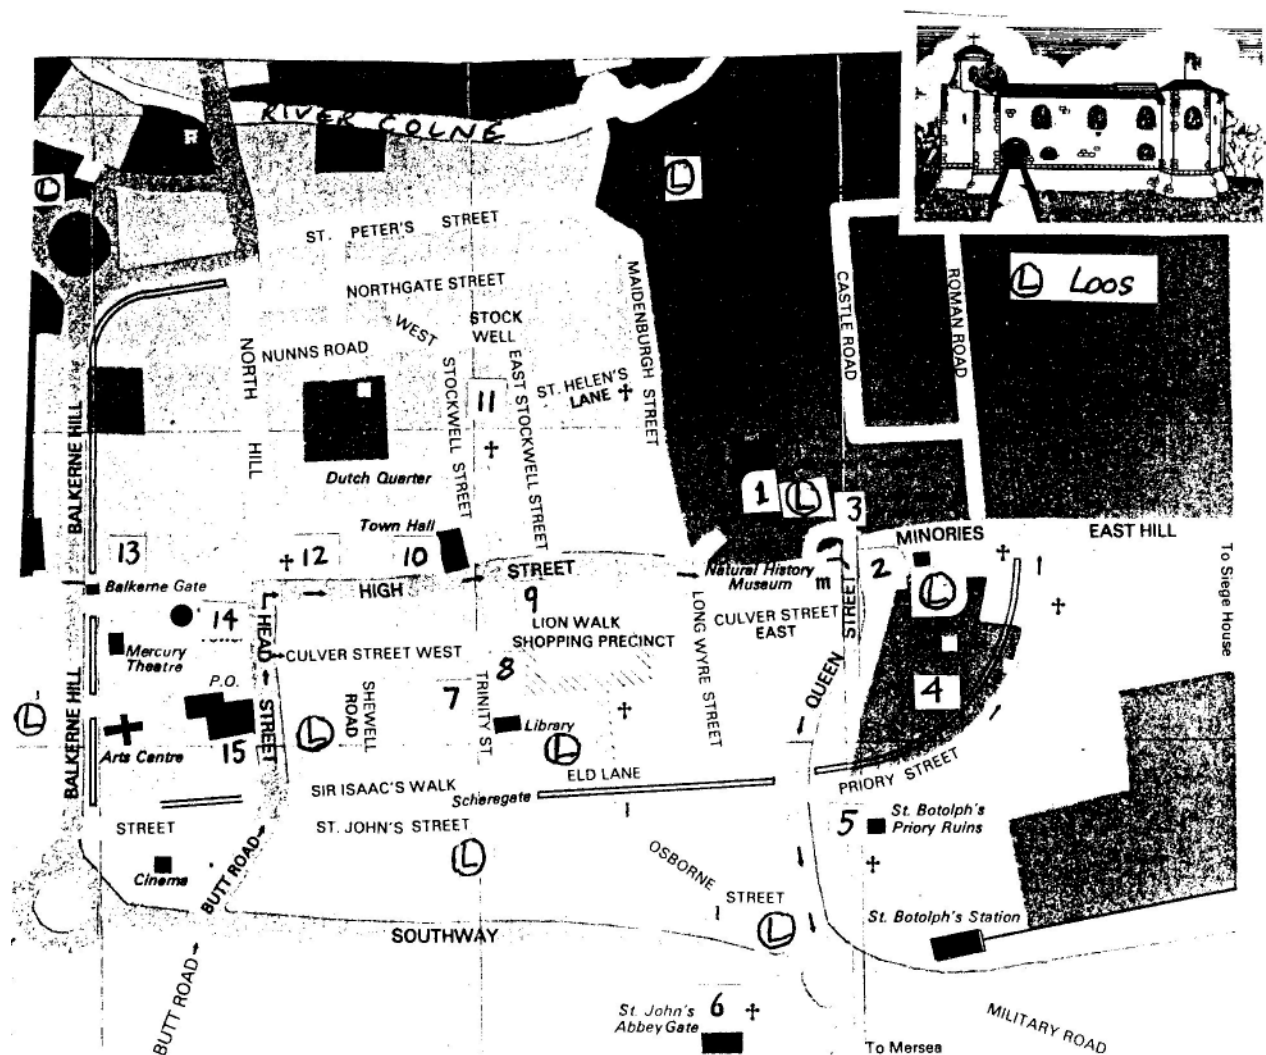 RIVER COLNE
L
L
ST. PETER'S STREET
L LOOS
NORTHGATE STREET
MAIDENBURGH STREET
CASTLE ROAD
ROMAN ROAD
WEST STOCKWELL STREET
STOCK
WELL
NUNNS ROAD
NORTH HILL
EAST STOCKWELL STREET
ST. HELEN'S
LANE
11
BALKERNE HILL
Dutch Quarter
1
L
3
Town Hall
MINORIES
EAST HILL
13
12
10
STREET
Natural History
Museum
m
2
To Siege House
Balkerne Gate
HIGH
9
L
14
HEAD STREET
LION WALK
SHOPPING PRECINCT
CULVER STREET
EAST
LONG WYRE STREET
QUEEN STREET
Mercury
Theatre
CULVER STREET WEST
8
P.O.
SHEWELL
ROAD
7
TRINITY ST
4
L
BALKERNE HILL
Arts Centre
15
L
Library
L
SIR ISAAC'S WALK
Scheregate
ELD LANE
PRIORY STREET
STREET
ST. JOHN'S STREET
5
St. Botolph's
Priory Ruins
Cinema
BUTT ROAD
L
OSBORNE STREET
SOUTHWAY
L
St. Botolph's Station
BUTT ROAD
St. John's
Abbey Gate
6
MILITARY ROAD
To Mersea